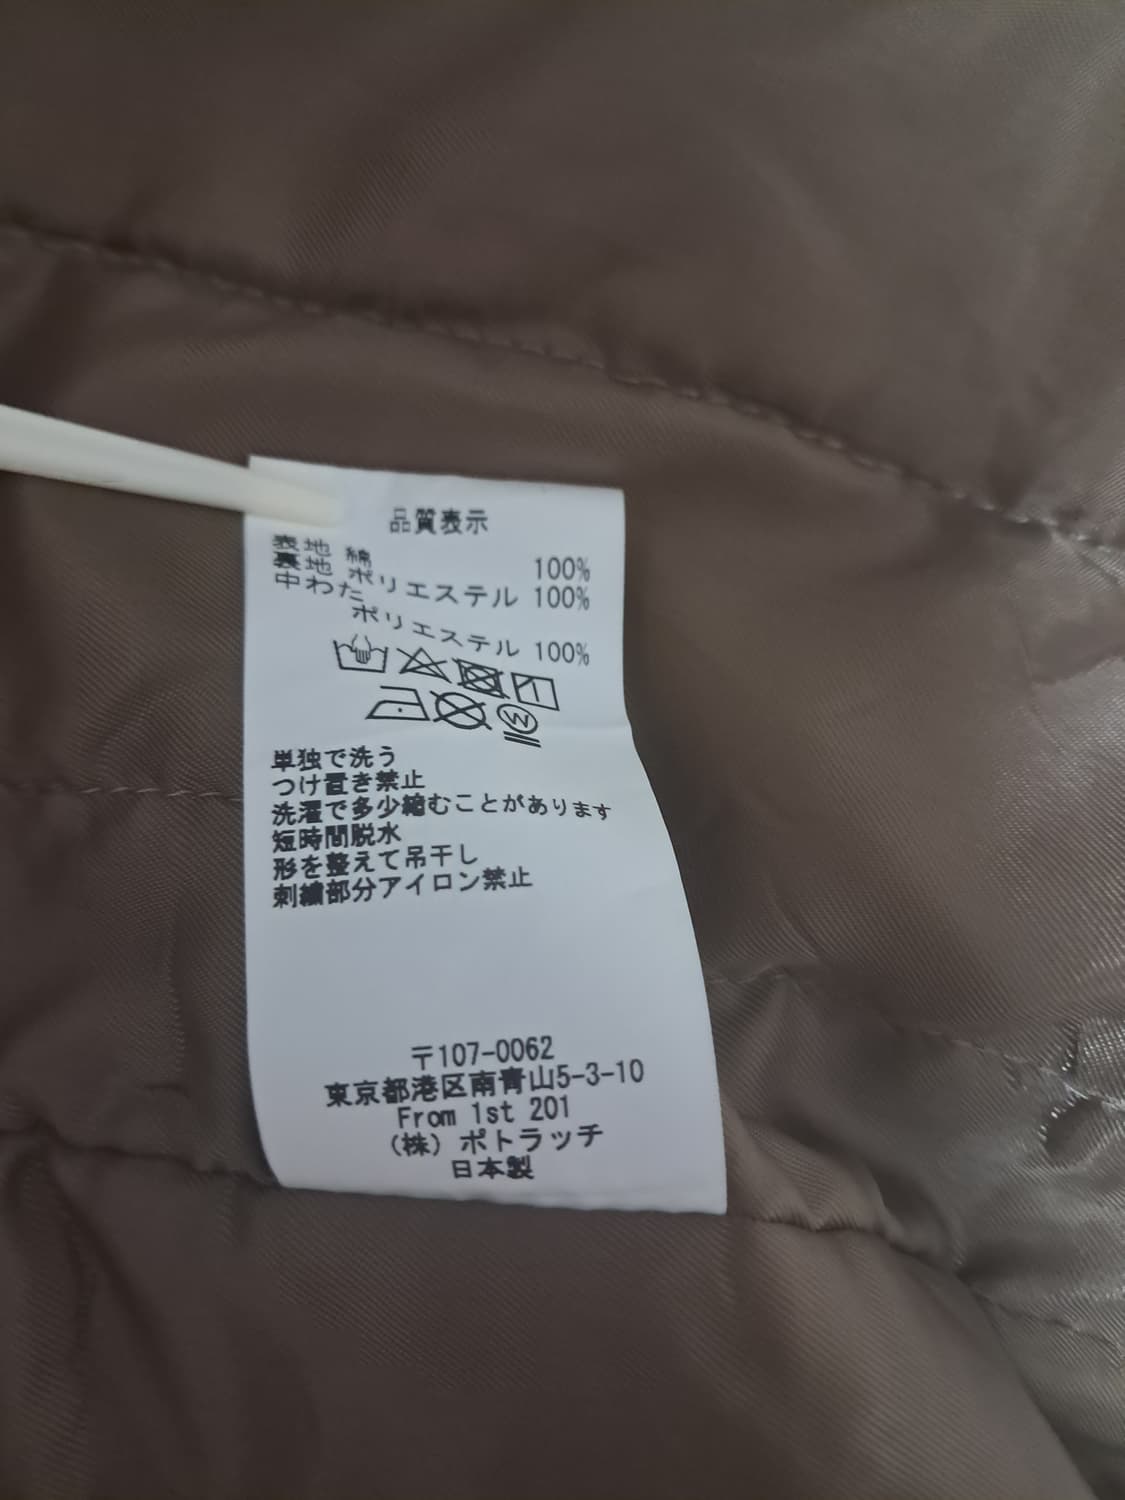 品質表示
表地 綿 100%
裏地 ポリエステル 100%
中わた
ポリエステル 100%
W
単独で洗う
つけ置き禁止
洗濯で多少縮むことがあります
短時間脱水
形を整えて吊干し
刺繍部分アイロン禁止
〒107-0062
東京都港区南青山5-3-10
From 1st 201
(株) ポトラッチ
日本製